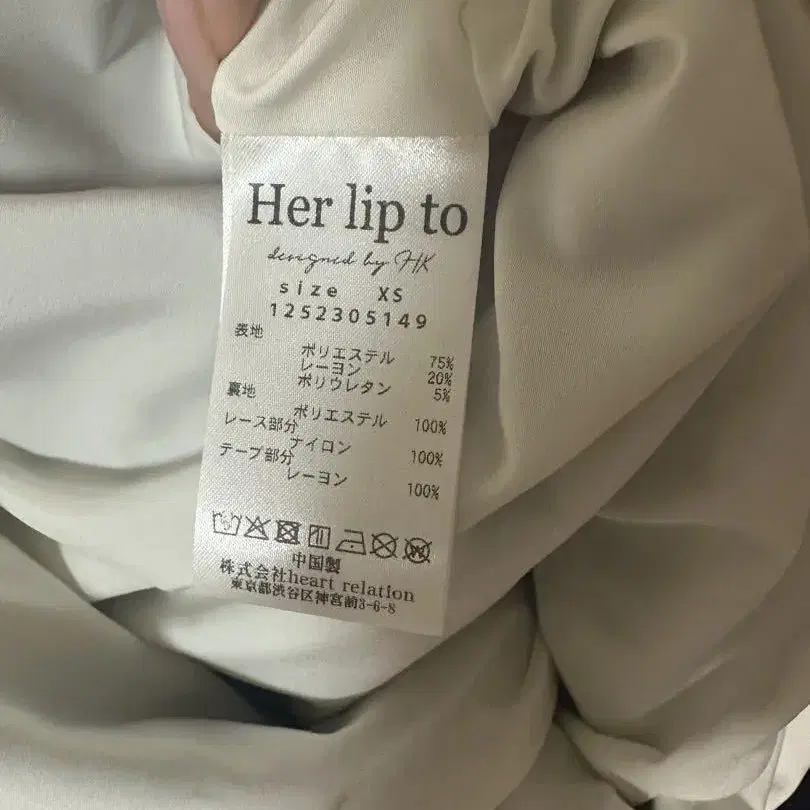 Her lip to
designed by HK
size XS
1252305149
表地
ポリエステル 75%
レーヨン 20%
ポリウレタン 5%
裏地
ポリエステル 100%
レース部分
ナイロン 100%
テープ部分
レーヨン 100%
中国製
株式会社heart relation
東京都渋谷区神宮前3-6-8